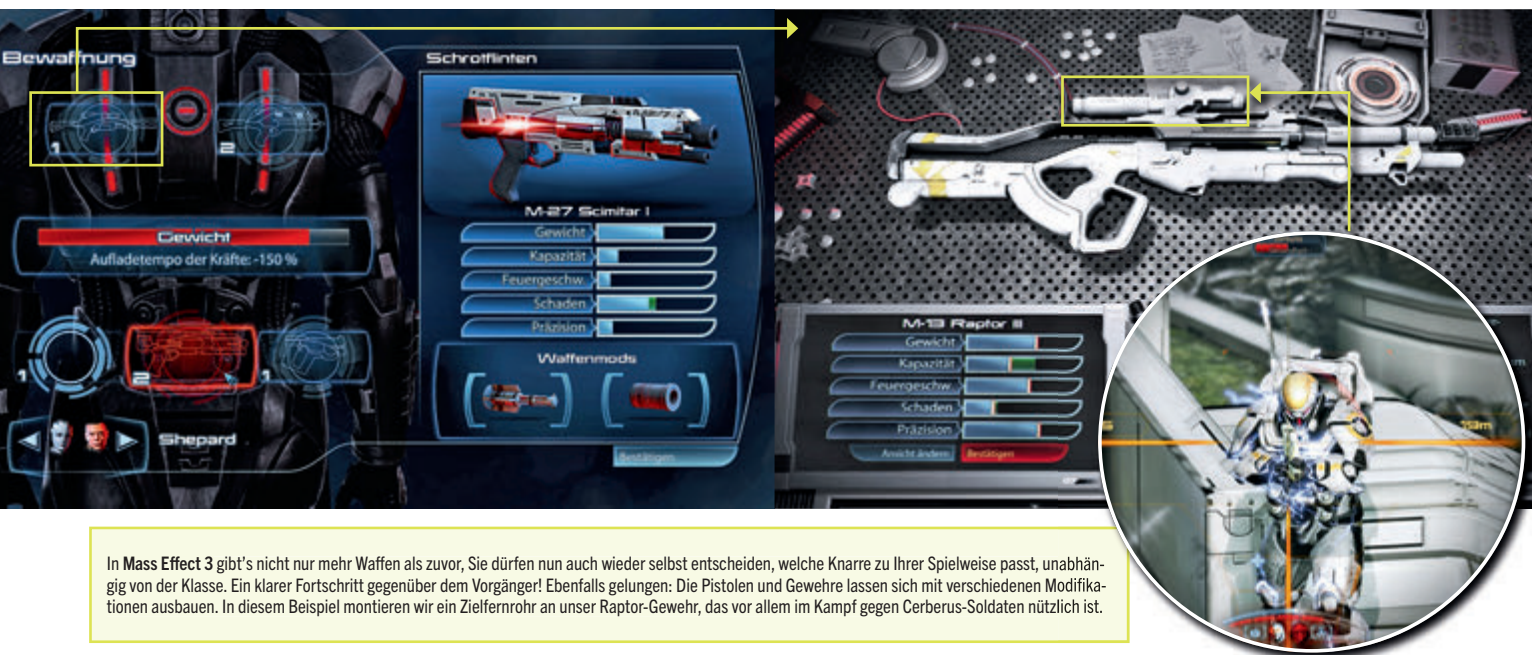 Bewaffnung
1
2
Gewicht
Aufladetempo der Kräfte: -150 %
1
2
1
Shepard
Schrotflinten
M-27 Scimitar I
Gewicht
Kapazität
Feuergeschw.
Schaden
Präzision
Waffenmods
Bestätigen
M-13 Raptor III
Gewicht
Kapazität
Feuergeschw.
Schaden
Präzision
Ansicht ändern
Bestätigen
In Mass Effect 3 gibt's nicht nur mehr Waffen als zuvor, Sie dürfen nun auch wieder selbst entscheiden, welche Knarre zu Ihrer Spielweise passt, unabhän-
gig von der Klasse. Ein klarer Fortschritt gegenüber dem Vorgänger! Ebenfalls gelungen: Die Pistolen und Gewehre lassen sich mit verschiedenen Modifika-
tionen ausbauen. In diesem Beispiel montieren wir ein Zielfernrohr an unser Raptor-Gewehr, das vor allem im Kampf gegen Cerberus-Soldaten nützlich ist.